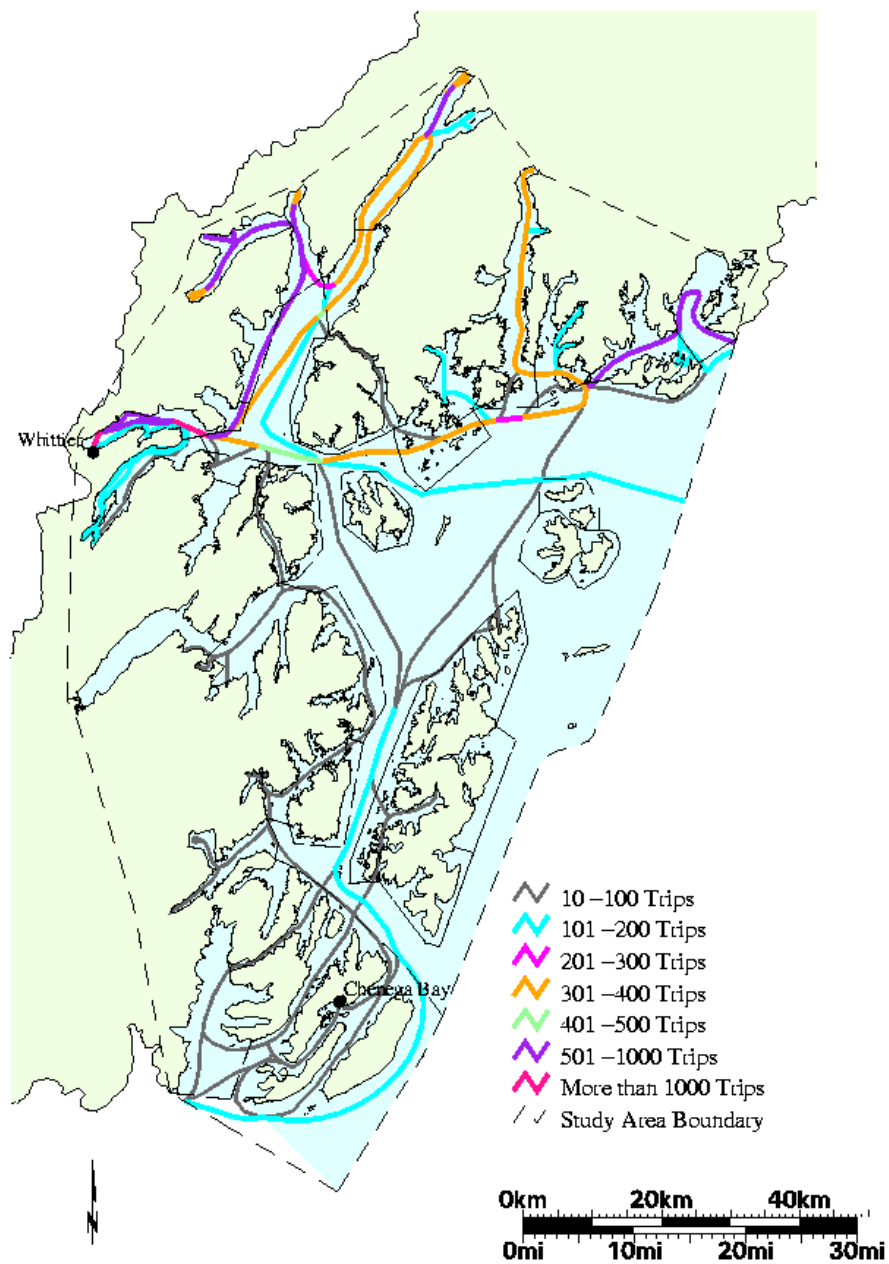 Whittier
Chenega Bay
10 –100 Trips
101 –200 Trips
201 –300 Trips
301 –400 Trips
401 –500 Trips
501 –1000 Trips
More than 1000 Trips
Study Area Boundary
N
0km 20km 40km
0mi 10mi 20mi 30mi